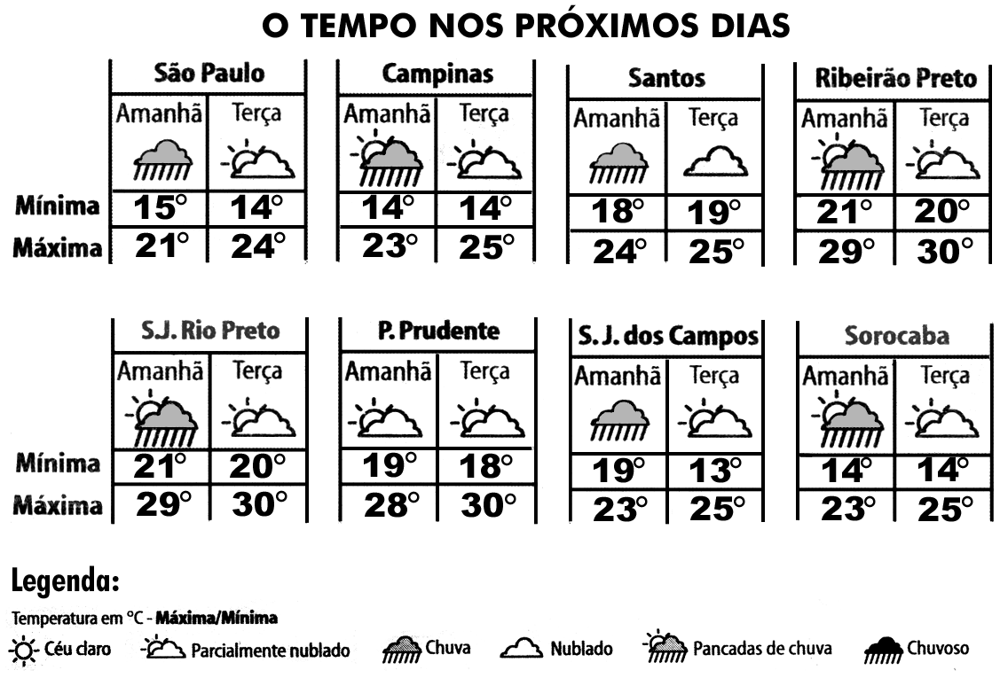 O TEMPO NOS PRÓXIMOS DIAS
São Paulo Campinas Santos Ribeirão Preto
Amanhã Terça Amanhã Terça Amanhã Terça Amanhã Terça
Mínima 15° 14° 14° 14° 18° 19° 21° 20°
Máxima 21° 24° 23° 25° 24° 25° 29° 30°
S.J. Rio Preto P. Prudente S. J. dos Campos Sorocaba
Amanhã Terça Amanhã Terça Amanhã Terça Amanhã Terça
Mínima 21° 20° 19° 18° 19° 13° 14° 14°
Máxima 29° 30° 28° 30° 23° 25° 23° 25°
Legenda:
Temperatura em °C - Máxima/Mínima
Céu claro Parcialmente nublado Chuva Nublado Pancadas de chuva Chuvoso